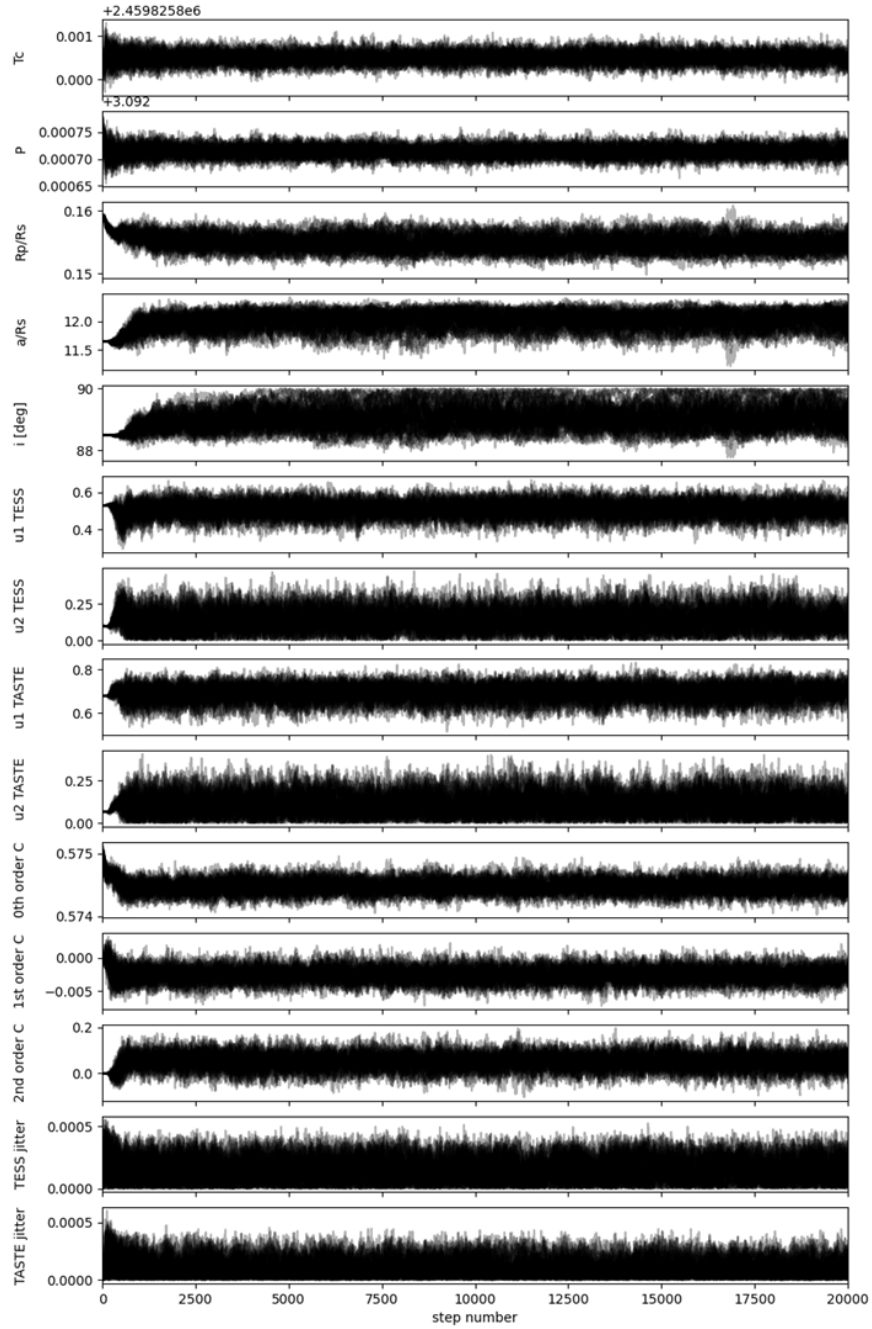 +2.4598258e6
0.001
0.000
Tc
+3.092
0.00075
0.00070
0.00065
P
0.16
0.15
Rp/Rs
12.0
11.5
a/Rs
90
88
i [deg]
0.6
0.4
u1 TESS
0.25
0.00
u2 TESS
0.8
0.6
u1 TASTE
0.25
0.00
u2 TASTE
0.575
0.574
0th order C
0.000
−0.005
1st order C
0.2
0.0
2nd order C
0.0005
0.0000
TESS jitter
0.0005
0.0000
TASTE jitter
0 2500 5000 7500 10000 12500 15000 17500 20000
step number